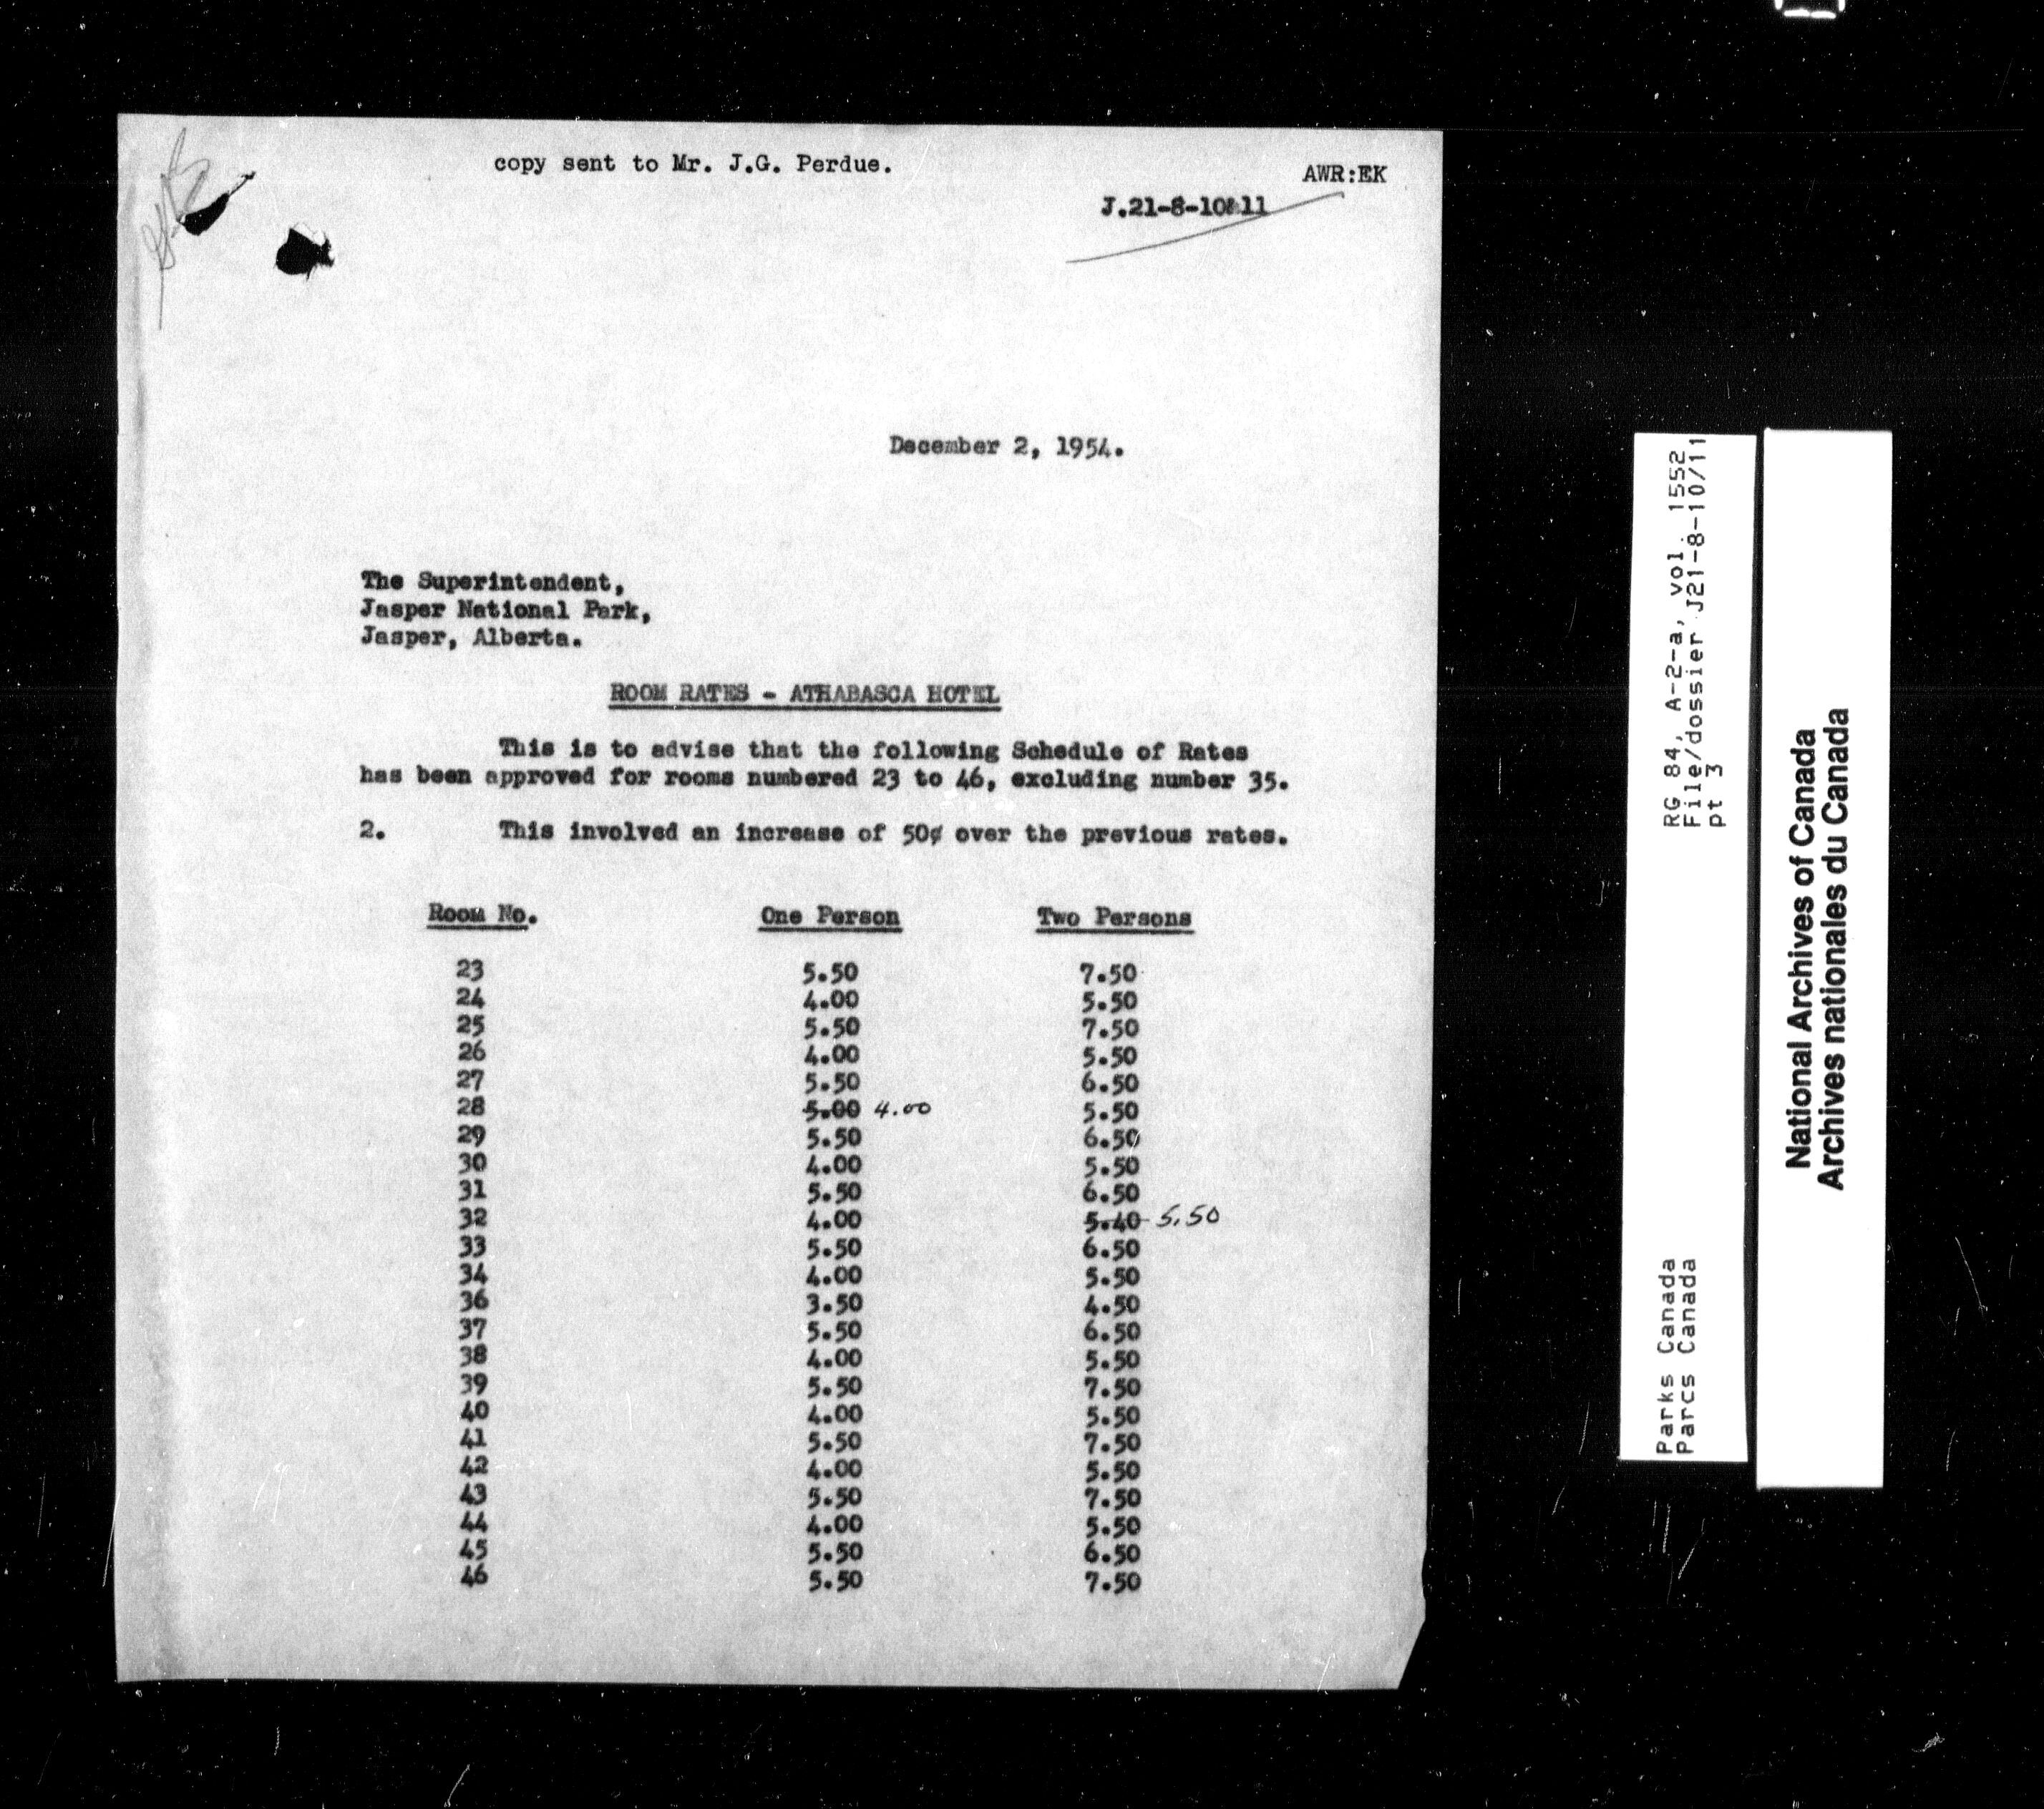 copy sent to Mr. J.G. Perdue.
AWR:EK
J.21-8-10&11
December 2, 1954.
The Superintendent,
Jasper National Park,
Jasper, Alberta.
ROOM RATES - ATHABASCA HOTEL
This is to advise that the following Schedule of Rates
has been approved for rooms numbered 23 to 46, excluding number 35.
2. This involved an increase of 50¢ over the previous rates.
Room No. One Person Two Persons
23 5.50 7.50
24 4.00 5.50
25 5.50 7.50
26 4.00 5.50
27 5.50 6.50
28 5.00 4.00 5.50
29 5.50 6.50
30 4.00 5.50
31 5.50 6.50
32 4.00 5.40 5.50
33 5.50 6.50
34 4.00 5.50
36 3.50 4.50
37 5.50 6.50
38 4.00 5.50
39 5.50 7.50
40 4.00 5.50
41 5.50 7.50
42 4.00 5.50
43 5.50 7.50
44 4.00 5.50
45 5.50 6.50
46 5.50 7.50
Parks Canada RG 84, A-2-a, vol. 1552
Parcs Canada File/dossier J21-8-10/11
pt 3
National Archives of Canada
Archives nationales du Canada